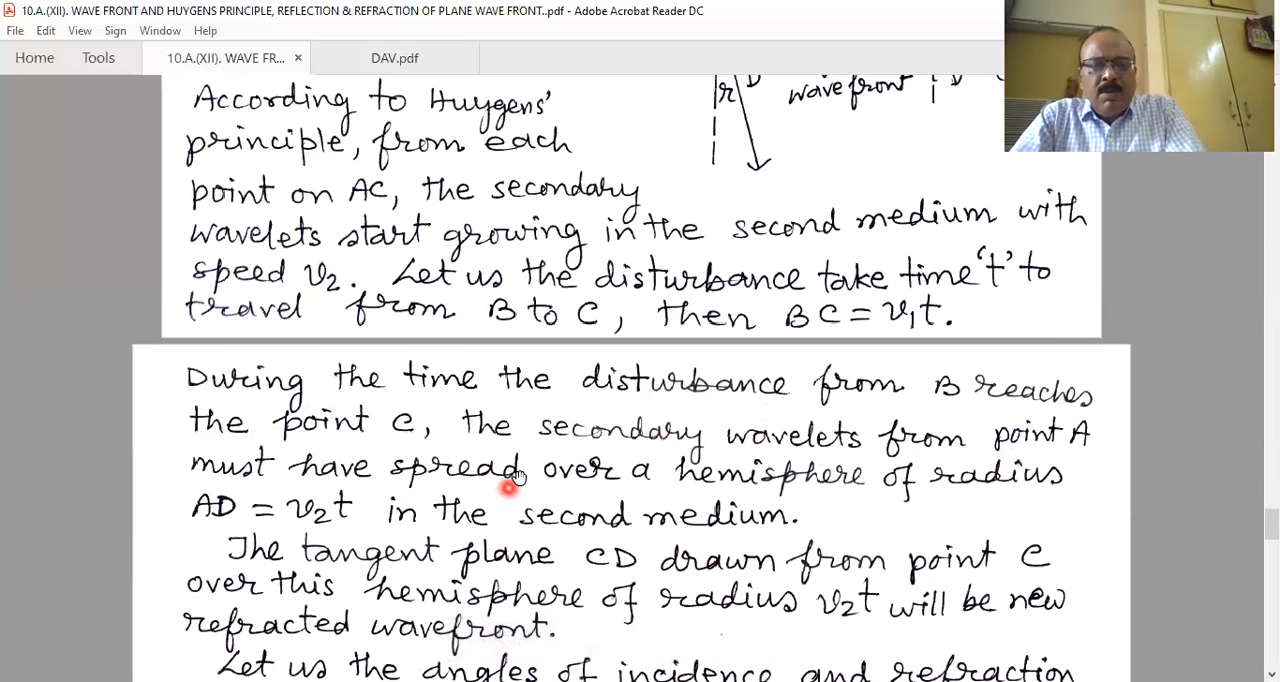 10.A.(XII). WAVE FRONT AND HUYGENS PRINCIPLE, REFLECTION & REFRACTION OF PLANE WAVE FRONT..pdf - Adobe Acrobat Reader DC
File Edit View Sign Window Help
Home Tools 10.A.(XII). WAVE FR... × DAV.pdf
r D wavefront i D
According to Huygens'
principle, from each
point on AC, the secondary
wavelets start growing in the second medium with
speed v2. Let us the disturbance take time 't' to
travel from B to C, then BC = v1t.
During the time the disturbance from B reaches
the point C, the secondary wavelets from point A
must have spread over a hemisphere of radius
AD = v2t in the second medium.
The tangent plane CD drawn from point C
over this hemisphere of radius v2t will be new
refracted wavefront.
Let us the angles of incidence and refraction